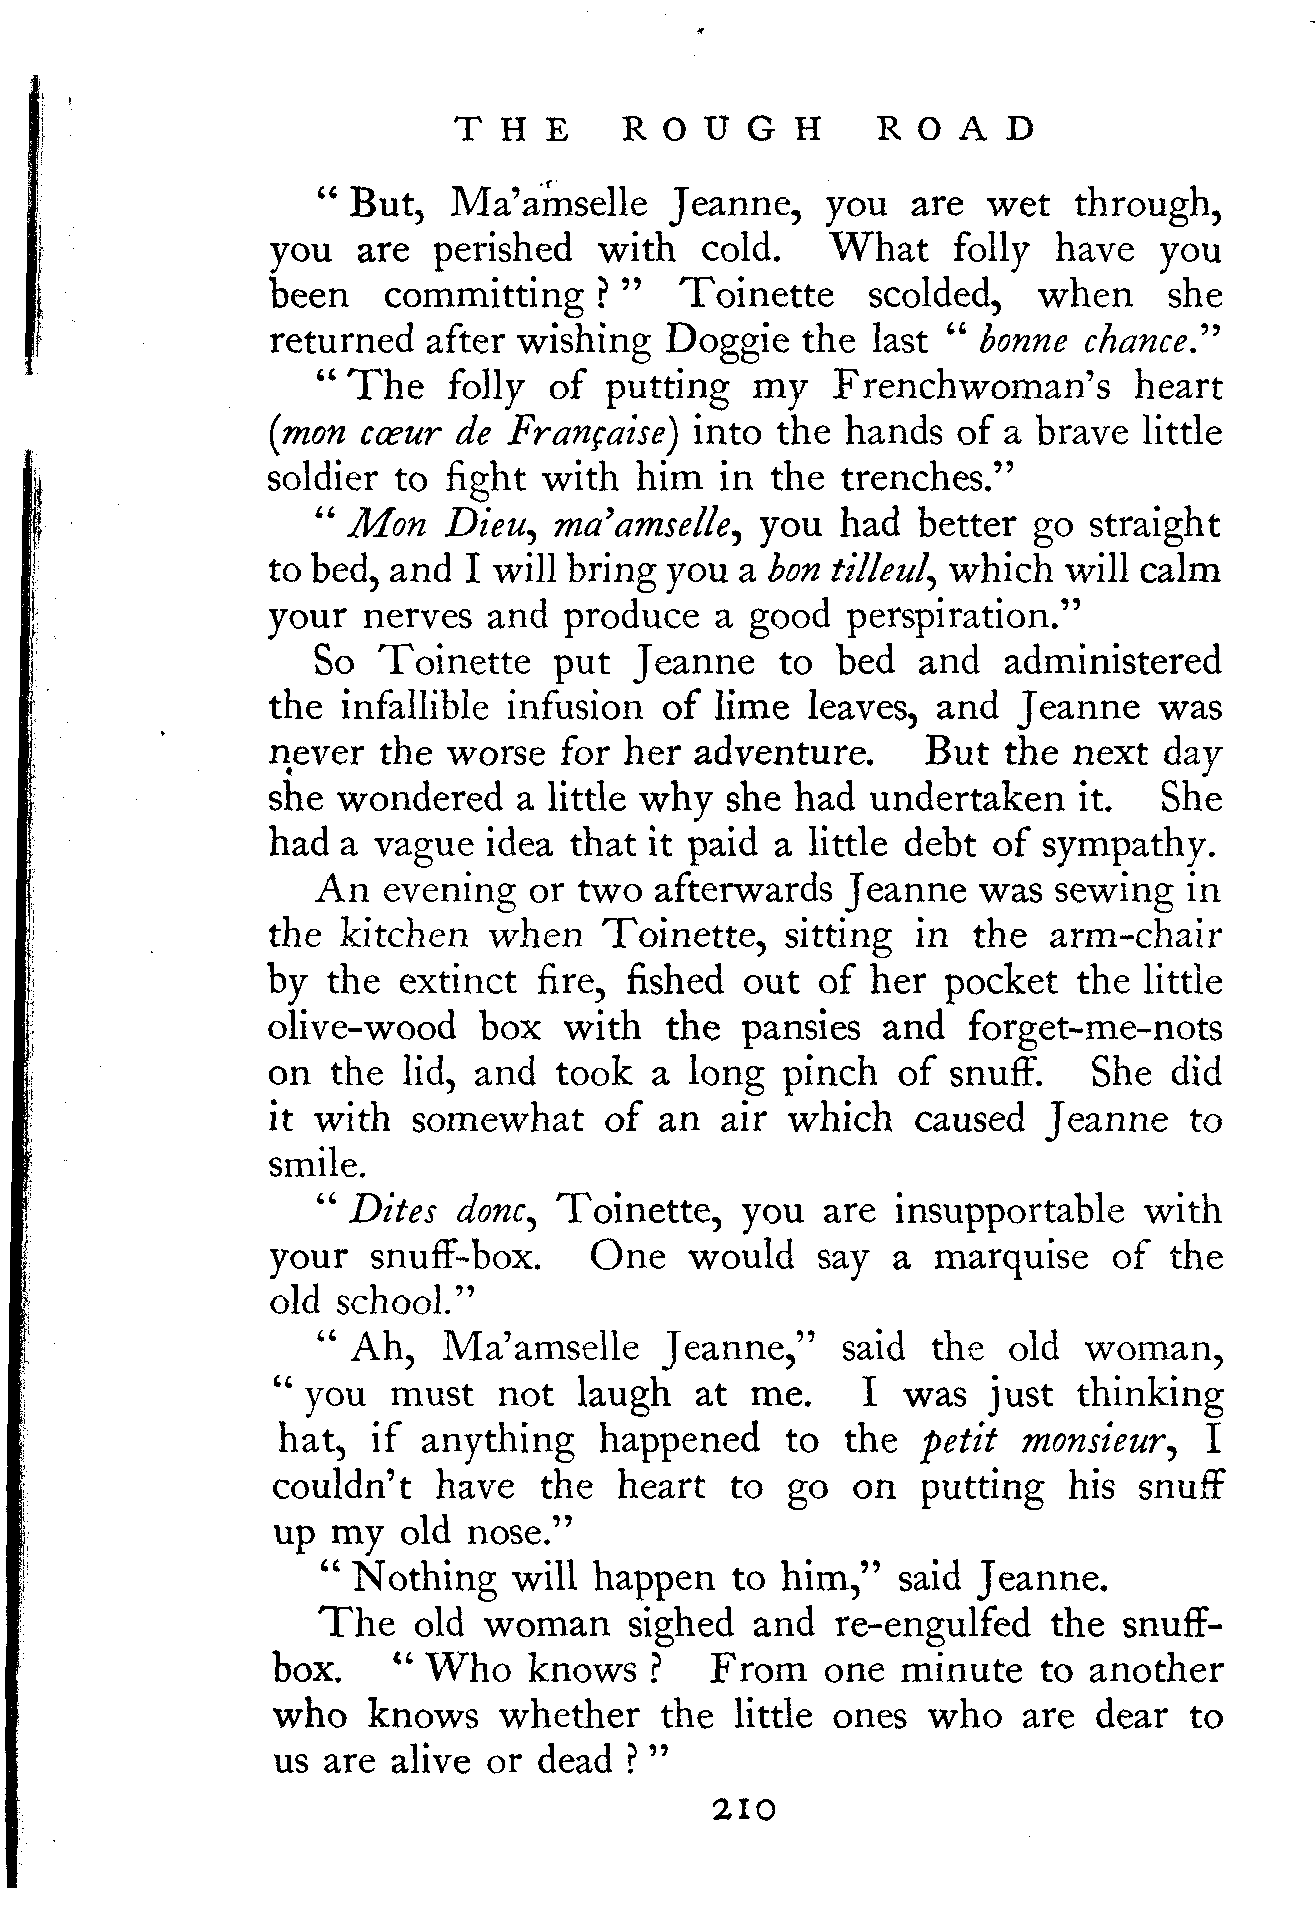 THE ROUGH ROAD
“ But, Ma’amselle Jeanne, you are wet through,
you are perished with cold. What folly have you
been committing ? ” Toinette scolded, when she
returned after wishing Doggie the last “ bonne chance.”
“ The folly of putting my Frenchwoman’s heart
(mon cœur de Française) into the hands of a brave little
soldier to fight with him in the trenches.”
“ Mon Dieu, ma’amselle, you had better go straight
to bed, and I will bring you a bon tilleul, which will calm
your nerves and produce a good perspiration.”
So Toinette put Jeanne to bed and administered
the infallible infusion of lime leaves, and Jeanne was
never the worse for her adventure. But the next day
she wondered a little why she had undertaken it. She
had a vague idea that it paid a little debt of sympathy.
An evening or two afterwards Jeanne was sewing in
the kitchen when Toinette, sitting in the arm-chair
by the extinct fire, fished out of her pocket the little
olive-wood box with the pansies and forget-me-nots
on the lid, and took a long pinch of snuff. She did
it with somewhat of an air which caused Jeanne to
smile.
“ Dites donc, Toinette, you are insupportable with
your snuff-box. One would say a marquise of the
old school.”
“ Ah, Ma’amselle Jeanne,” said the old woman,
“ you must not laugh at me. I was just thinking
hat, if anything happened to the petit monsieur, I
couldn’t have the heart to go on putting his snuff
up my old nose.”
“ Nothing will happen to him,” said Jeanne.
The old woman sighed and re-engulfed the snuff-
box. “ Who knows ? From one minute to another
who knows whether the little ones who are dear to
us are alive or dead ? ”
210